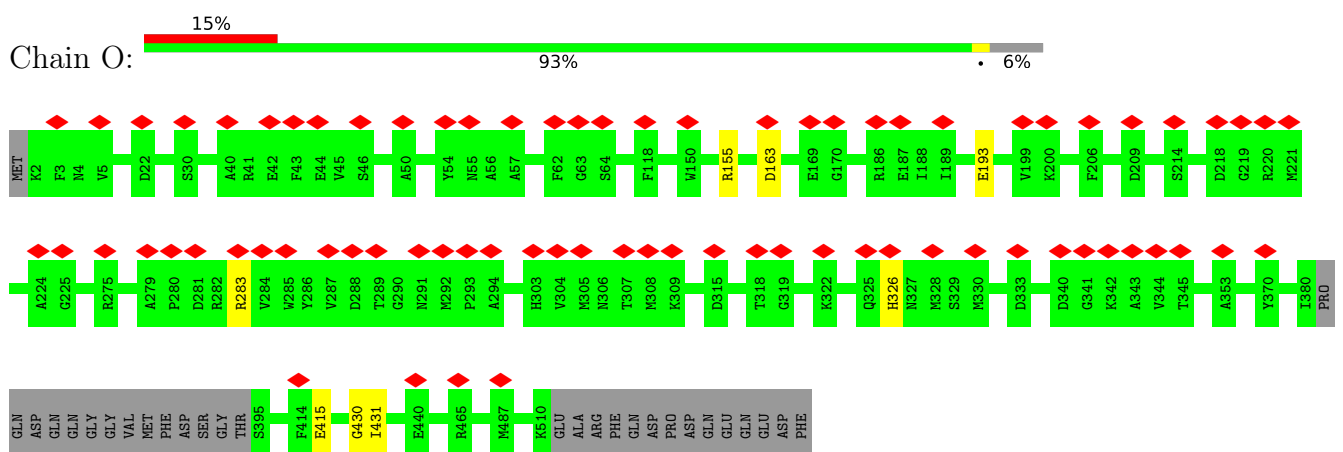 15%
Chain O:
93%
•
6%
MET K2 F3 N4 V5 D22 S30 A40 R41 E42 F43 E44 V45 S46 A50 Y54 N55 A56 A57 F62 G63 S64 F118 W150 R155 D163 E169 G170 R186 E187 I188 I189 E193 V199 K200 F206 D209 S214 D218 G219 R220 M221
A224 G225 R275 A279 P280 D281 R282 R283 V284 W285 Y286 V287 D288 T289 G290 N291 M292 P293 A294 H303 V304 M305 N306 T307 M308 K309 D315 T318 G319 K322 Q325 H326 N327 M328 S329 M330 D333 D340 G341 K342 A343 V344 T345 A353 Y370 I380 PRO
GLN ASP GLN GLN GLY GLY VAL MET PHE ASP SER GLY THR S395 F414 E415 G430 I431 E440 R465 M487 K510 GLU ALA ARG PHE GLN ASP PRO ASP GLN GLU GLN GLU ASP PHE